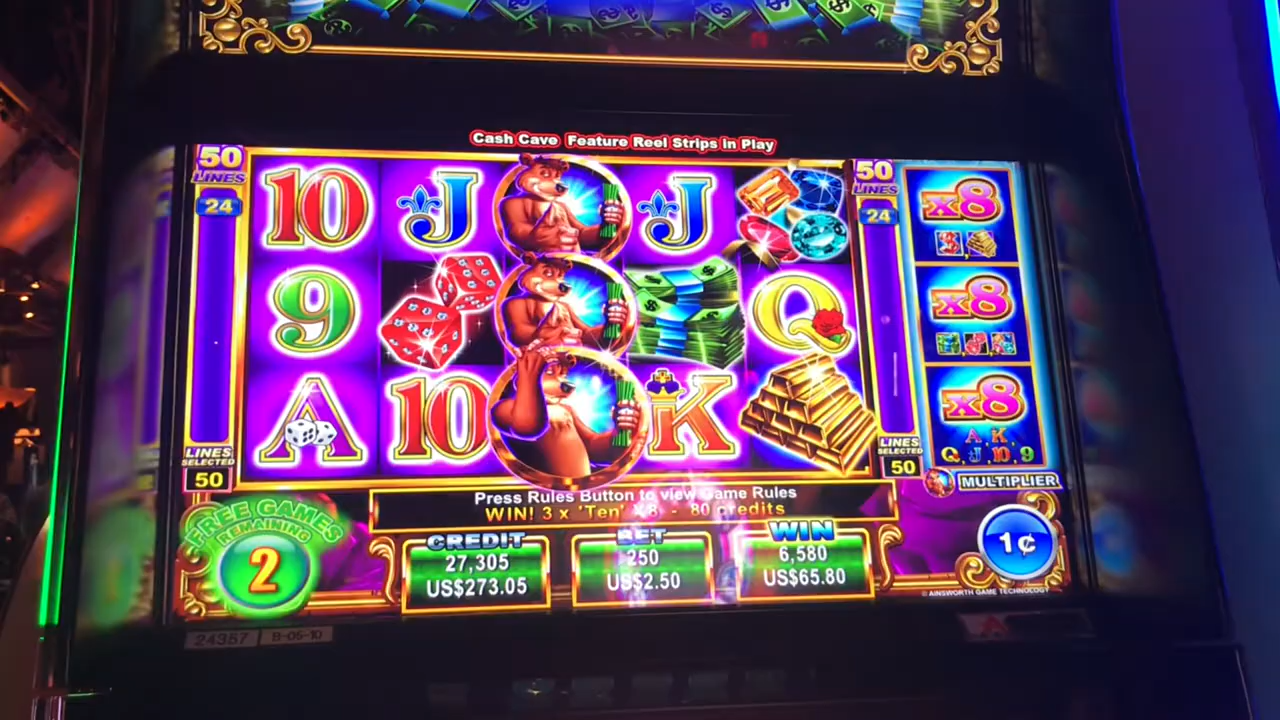 Cash Cave Feature Reel Strips in Play
50
LINES
24
50
LINES
24
10
J
J
x8
9
Q
x8
A
10
K
x8
A, K,
Q, J, 10, 9
LINES
SELECTED
50
LINES
SELECTED
50
MULTIPLIER
Press Rules Button to view Game Rules
WIN! 3 x 'Ten' X8 - 80 credits
FREE GAMES
REMAINING
2
CREDIT
27,305
US$273.05
BET
250
US$2.50
WIN
6,580
US$65.80
1¢
© AINSWORTH GAME TECHNOLOGY
24357
B-05-10